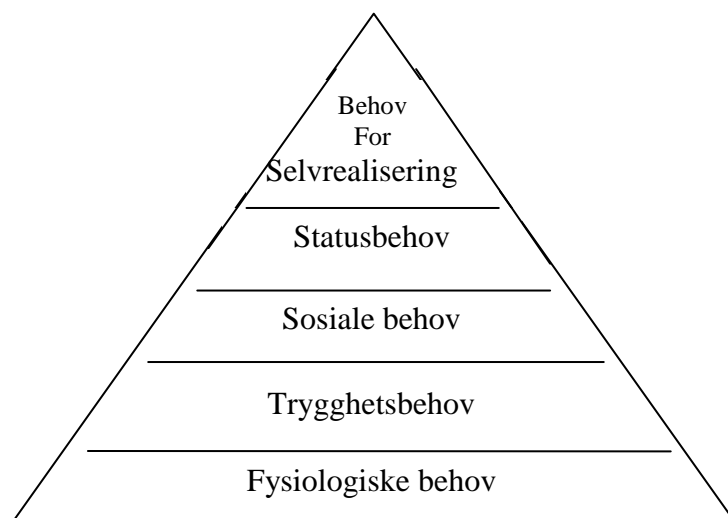 Behov
For
Selvrealisering
Statusbehov
Sosiale behov
Trygghetsbehov
Fysiologiske behov